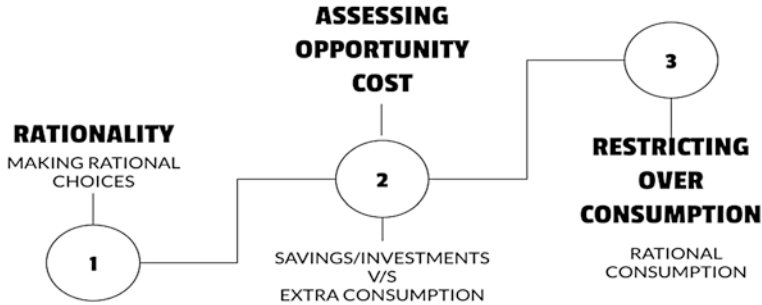 RATIONALITY
MAKING RATIONAL
CHOICES
1
ASSESSING
OPPORTUNITY
COST
2
SAVINGS/INVESTMENTS
V/S
EXTRA CONSUMPTION
3
RESTRICTING
OVER
CONSUMPTION
RATIONAL
CONSUMPTION